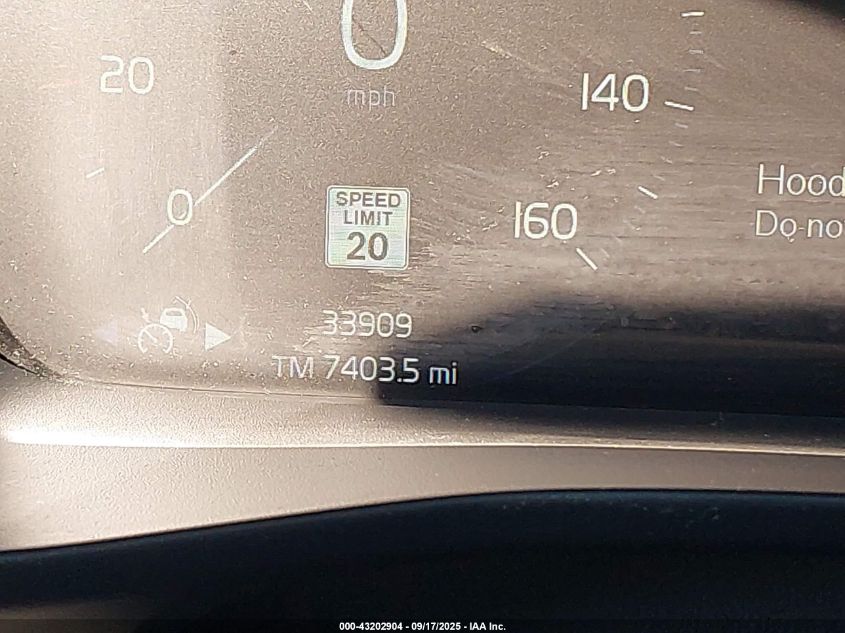 0
mph
20
140
0
SPEED
LIMIT
20
160
Hood
Do no
33909
TM 7403.5 mi
000-43202904 - 09/17/2025 - IAA Inc.